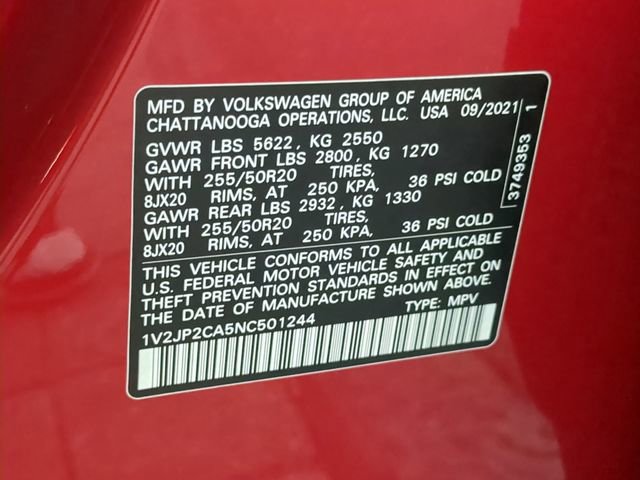 MFD BY VOLKSWAGEN GROUP OF AMERICA
CHATTANOOGA OPERATIONS, LLC. USA 09/2021
GVWR LBS 5622, KG 2550
GAWR FRONT LBS 2800, KG 1270
WITH 255/50R20 TIRES,
8JX20 RIMS, AT 250 KPA, 36 PSI COLD
GAWR REAR LBS 2932, KG 1330
WITH 255/50R20 TIRES,
8JX20 RIMS, AT 250 KPA, 36 PSI COLD
THIS VEHICLE CONFORMS TO ALL APPLICABLE
U.S. FEDERAL MOTOR VEHICLE SAFETY AND
THEFT PREVENTION STANDARDS IN EFFECT ON
THE DATE OF MANUFACTURE SHOWN ABOVE
1V2JP2CA5NC501244 TYPE: MPV
3749353 1